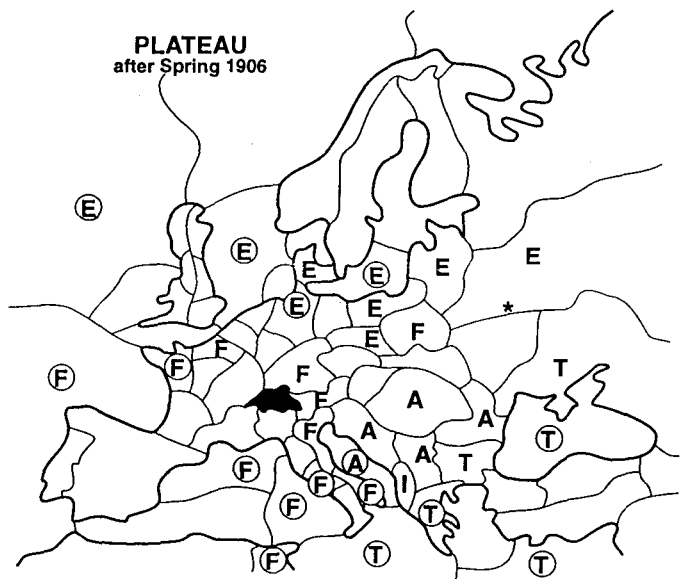 PLATEAU
after Spring 1906
E
E E
E E E
E E *
F E F
F F T
F
F A
F A A T
F A A T
F F I
F T
F T T